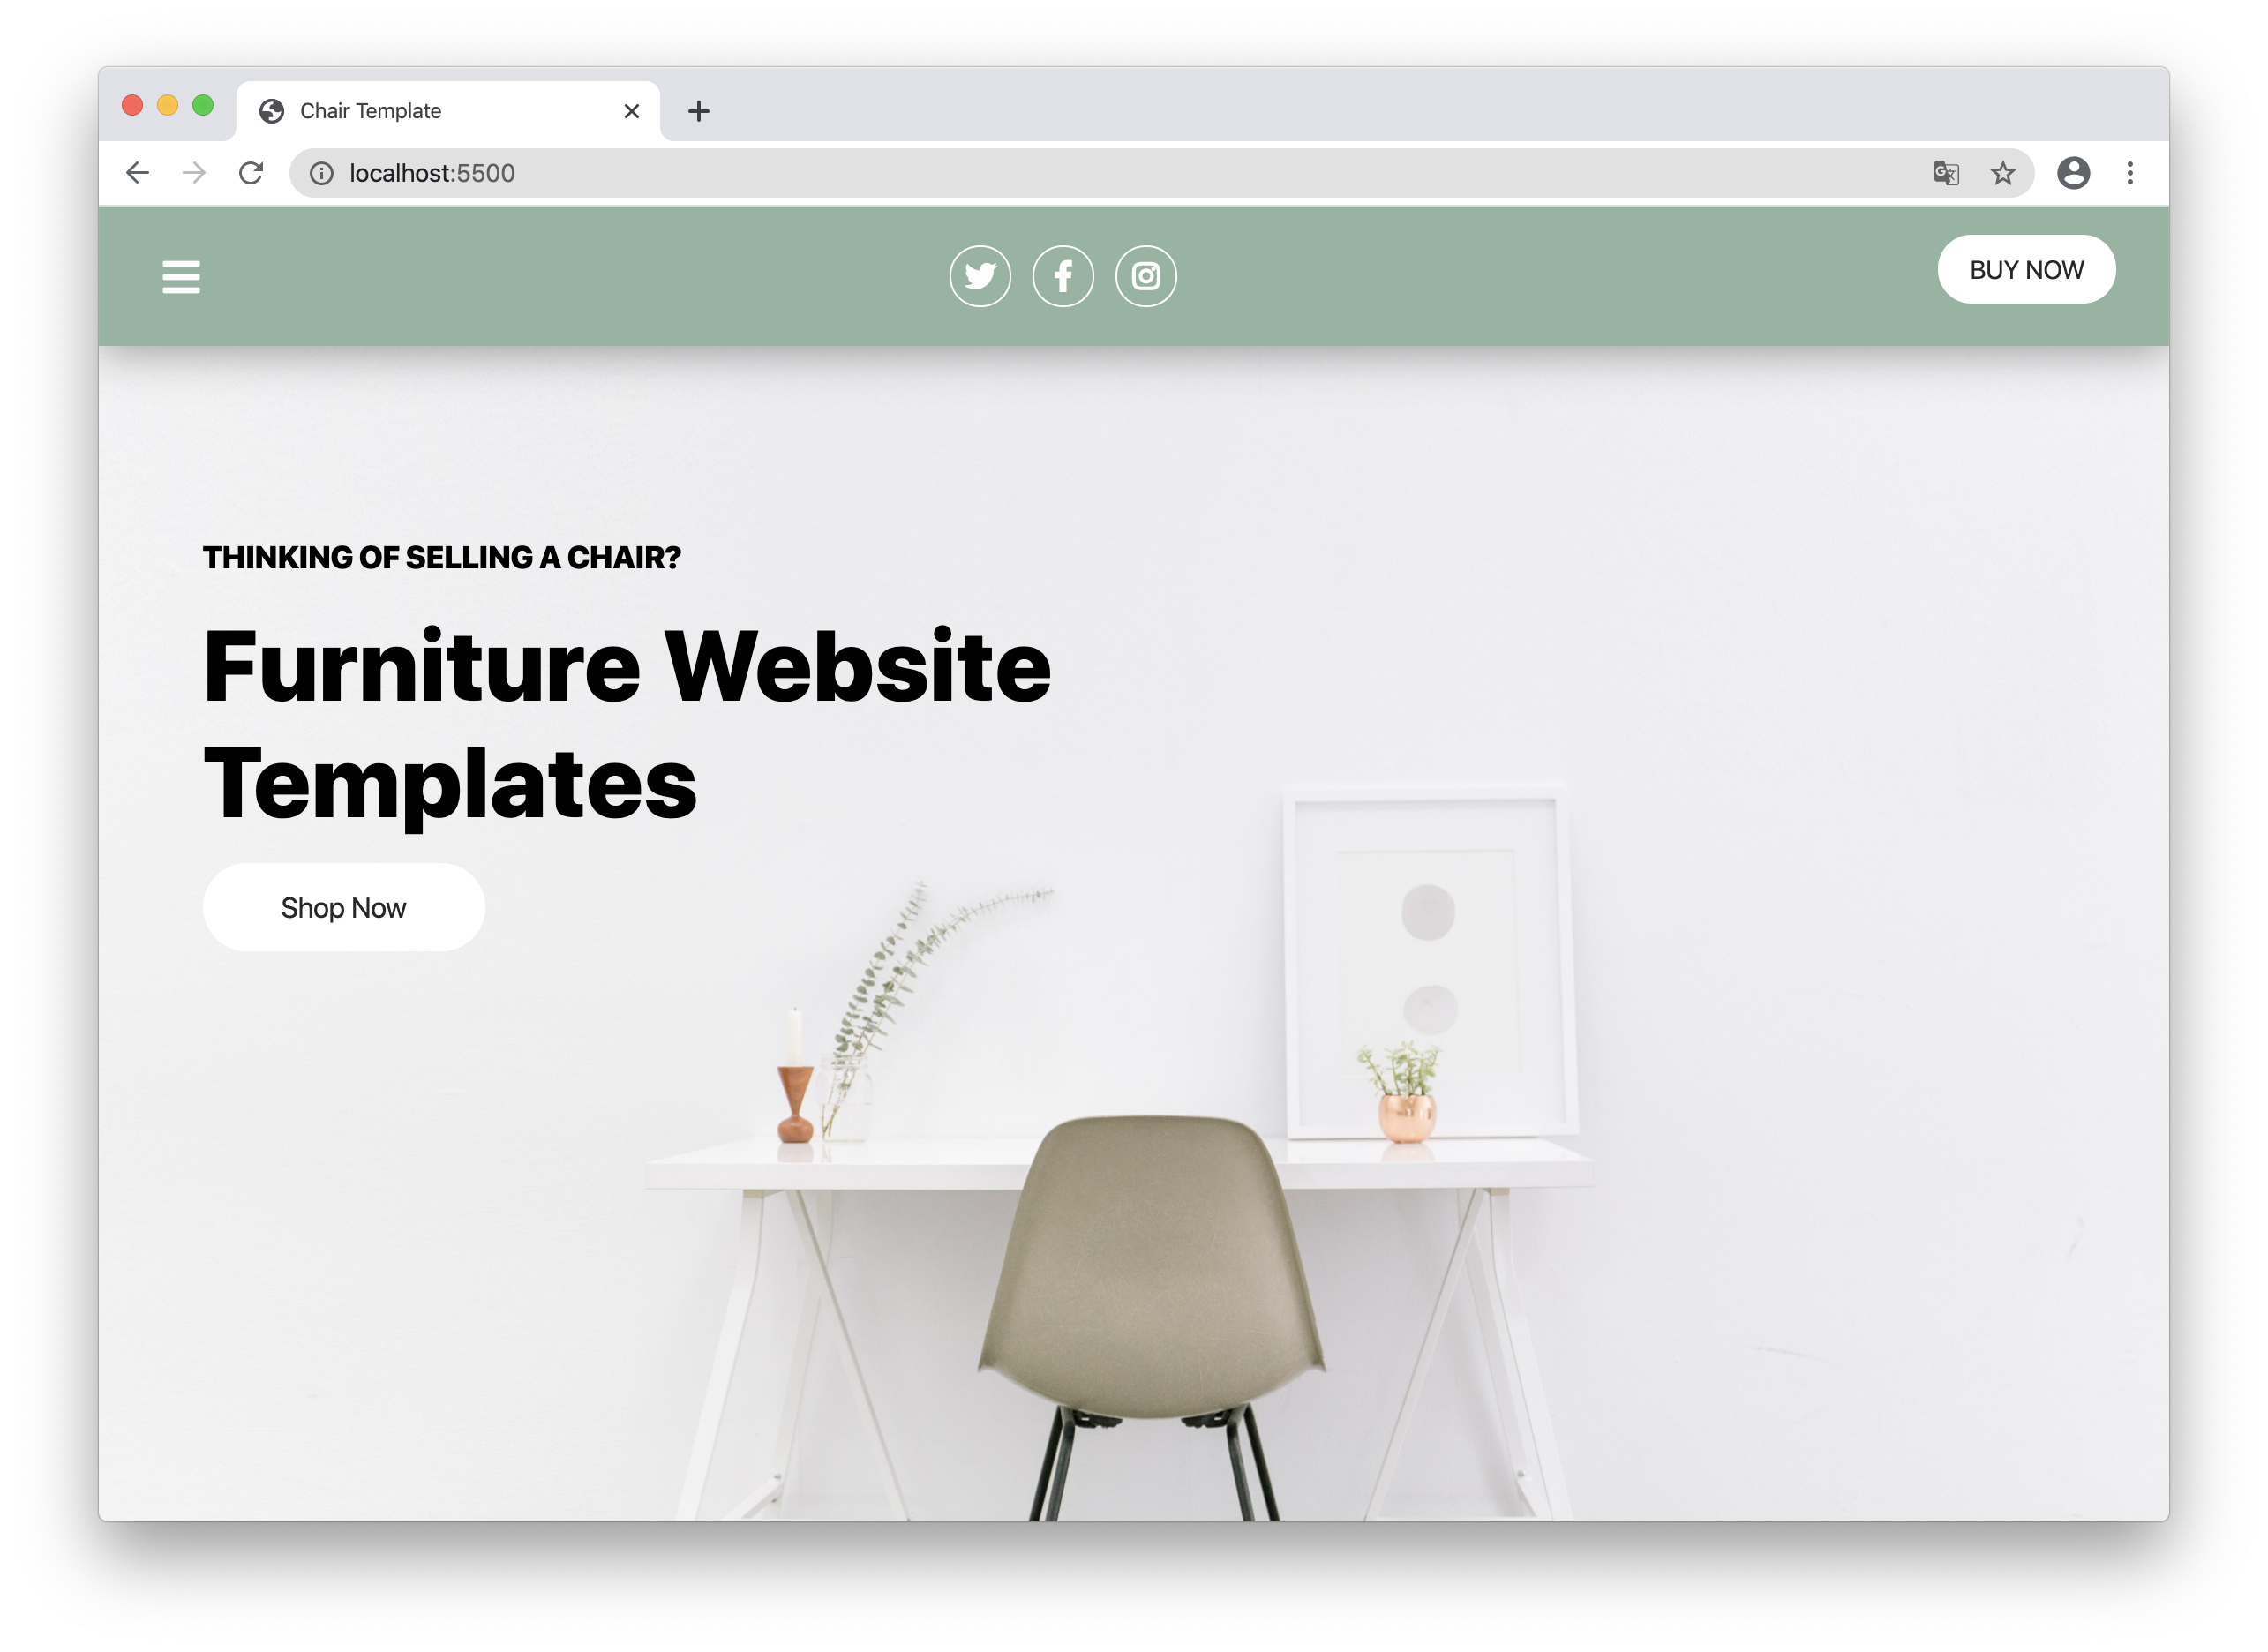 Chair Template
localhost:5500
BUY NOW
THINKING OF SELLING A CHAIR?
Furniture Website
Templates
Shop Now